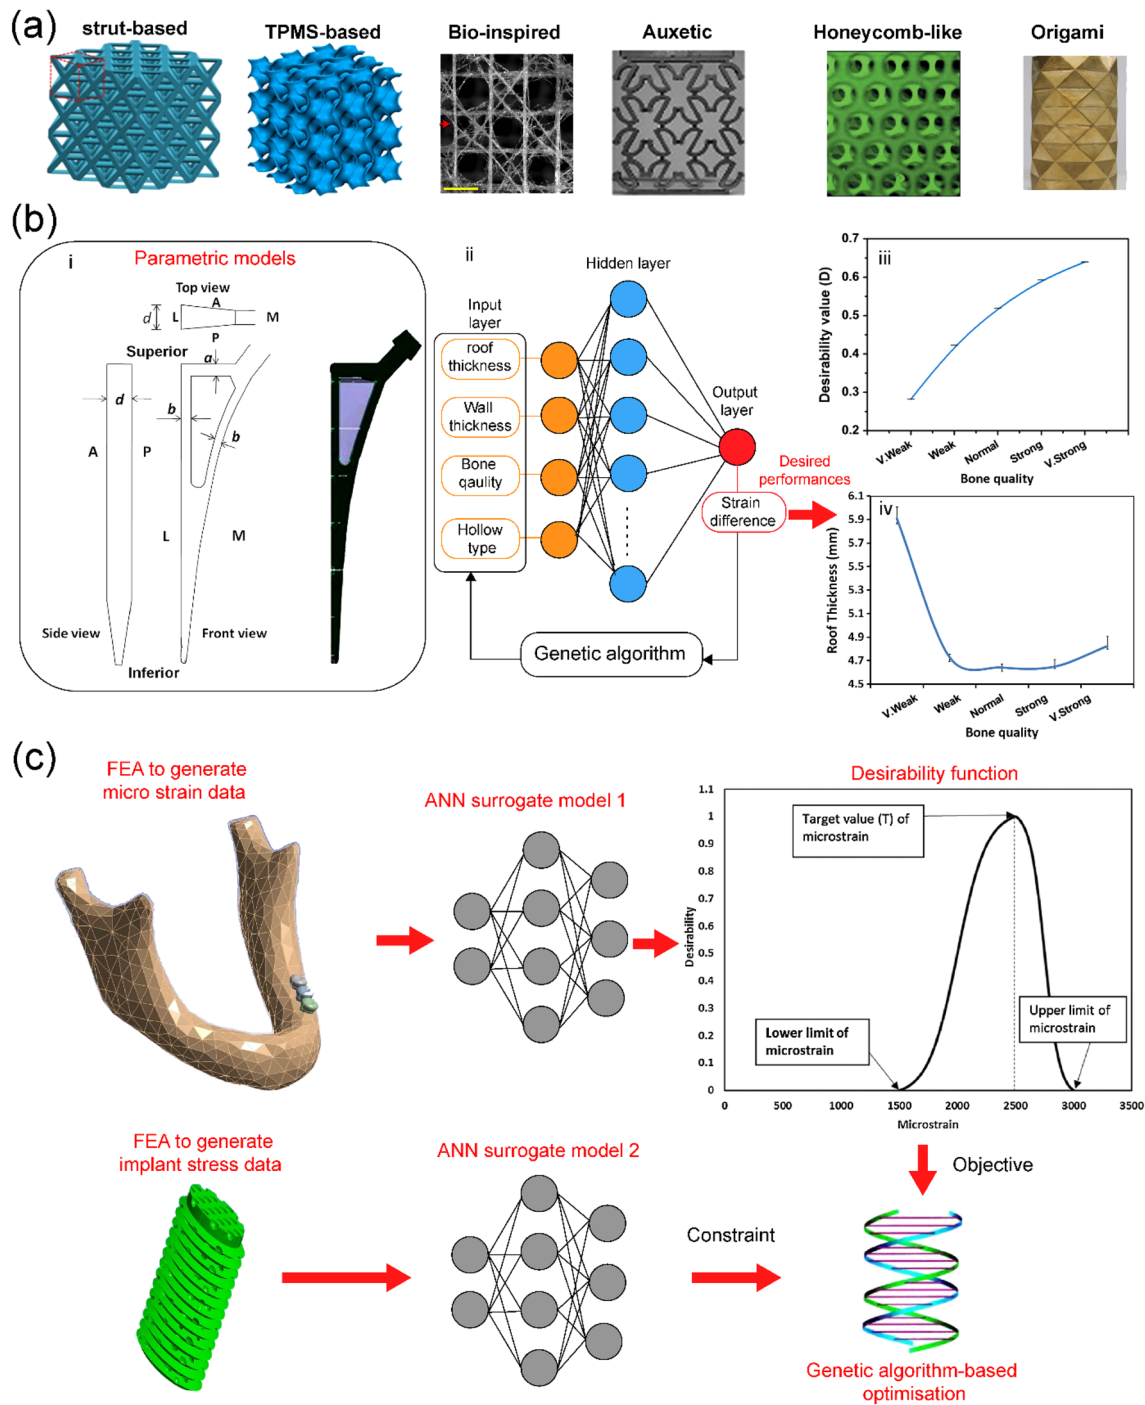 (a)
strut-based
TPMS-based
Bio-inspired
Auxetic
Honeycomb-like
Origami
(b)
i
Parametric models
Top view
A
d
L
M
P
Superior
a
d
b
b
A
P
L
M
Side view
Front view
Inferior
ii
Hidden layer
Input
layer
roof
thickness
Wall
thickness
Bone
qaulity
Hollow
type
Output
layer
Strain
difference
Genetic algorithm
Desired
performances
iii
Desirability value (D)
0.7
0.6
0.5
0.4
0.3
0.2
V.Weak
Weak
Normal
Strong
V.Strong
Bone quality
iv
Roof Thickness (mm)
6.1
5.9
5.7
5.5
5.3
5.1
4.9
4.7
4.5
V.Weak
Weak
Normal
Strong
V.Strong
Bone quality
(c)
FEA to generate
micro strain data
ANN surrogate model 1
Desirability function
Desirability
1.1
1
0.9
0.8
0.7
0.6
0.5
0.4
0.3
0.2
0.1
0
Target value (T) of
microstrain
Lower limit of
microstrain
Upper limit of
microstrain
0
500
1000
1500
2000
2500
3000
3500
Microstrain
FEA to generate
implant stress data
ANN surrogate model 2
Constraint
Objective
Genetic algorithm-based
optimisation